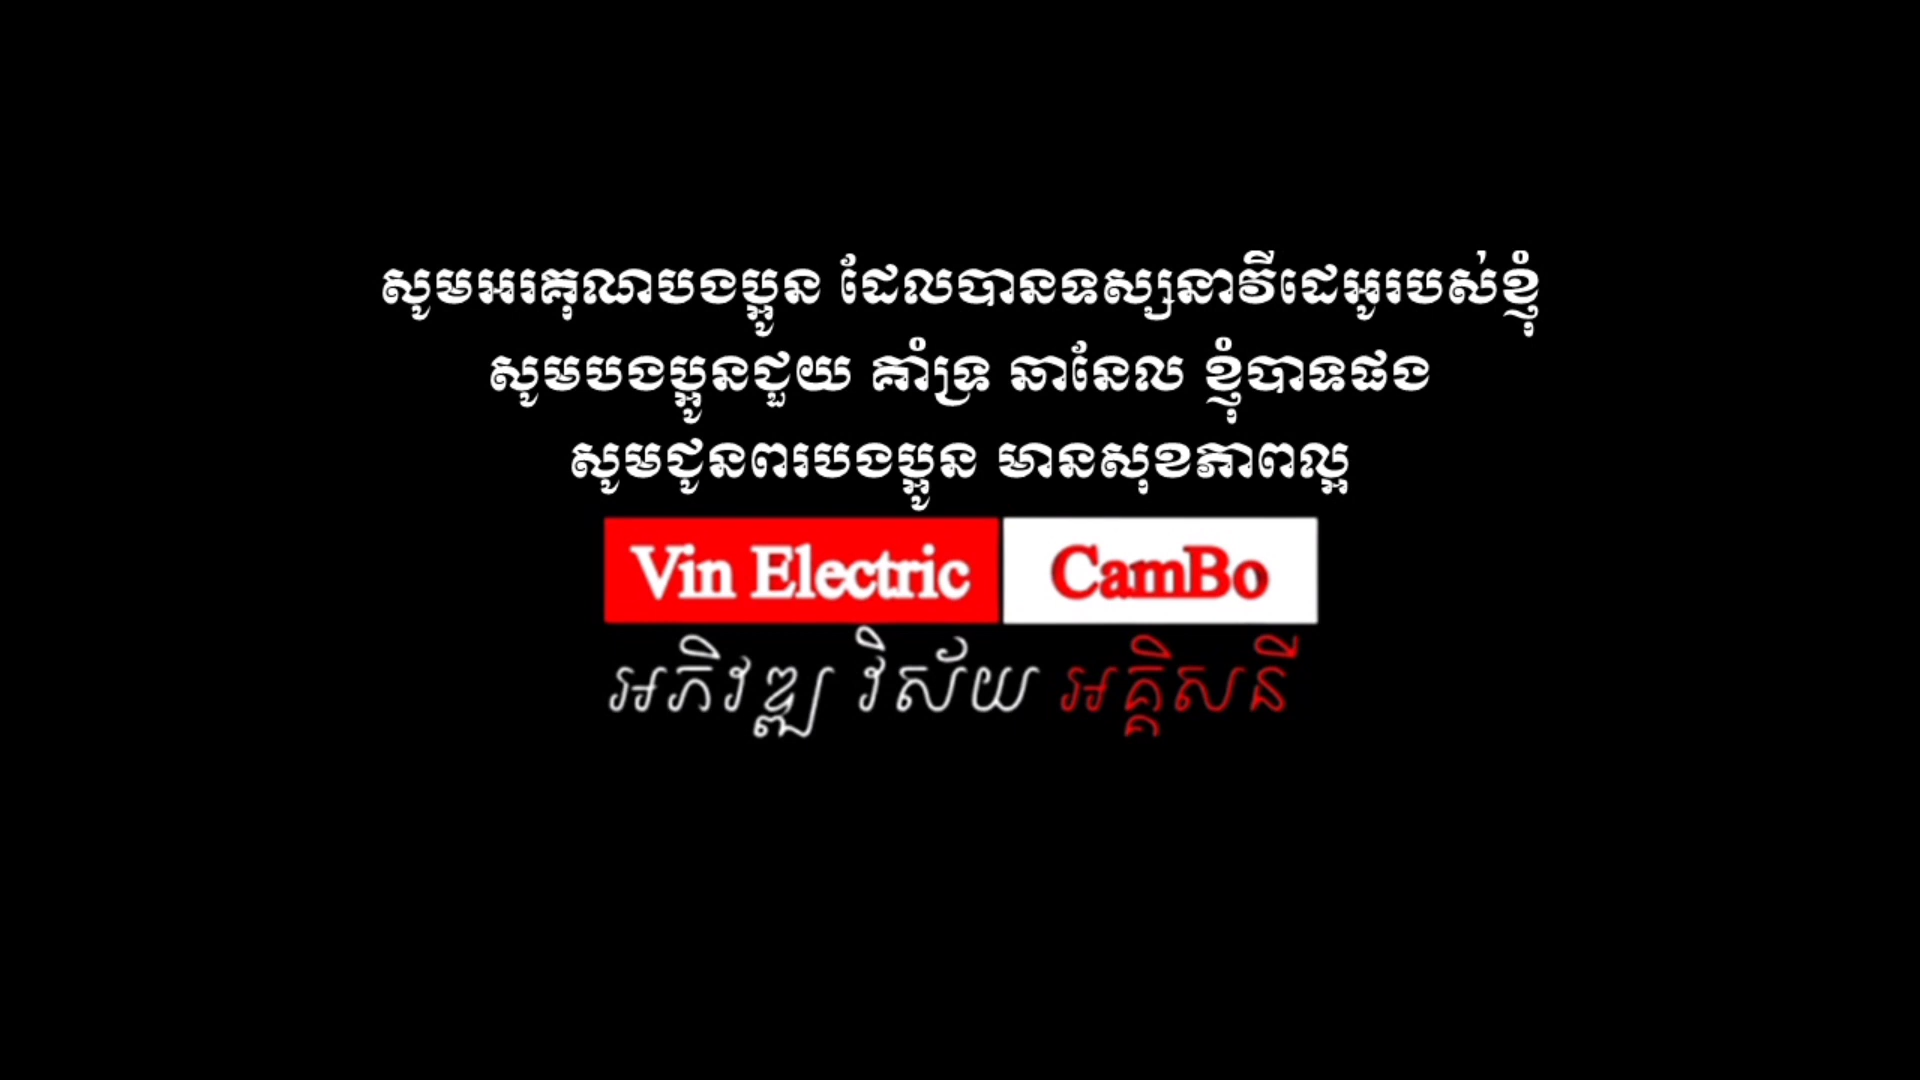 សូមអរគុណបងប្អូន ដែលបានទស្សនាវីដេអូរបស់ខ្ញុំ
សូមបងប្អូនជួយ គាំទ្រ ឆានែល ខ្ញុំបាទផង
សូមជូនពរបងប្អូន មានសុខភាពល្អ
Vin Electric CamBo
អភិវឌ្ឍ វិស័យ អគ្គិសនី